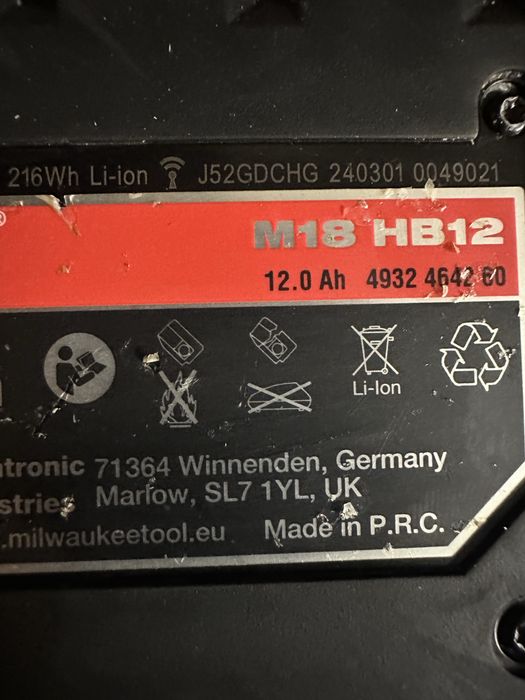 216Wh Li-ion J52GDCHG 240301 0049021
®
M18 HB12
12.0 Ah 4932 4642 60
Li-Ion
ntronic 71364 Winnenden, Germany
stries Marlow, SL7 1YL, UK
.milwaukeetool.eu Made in P.R.C.